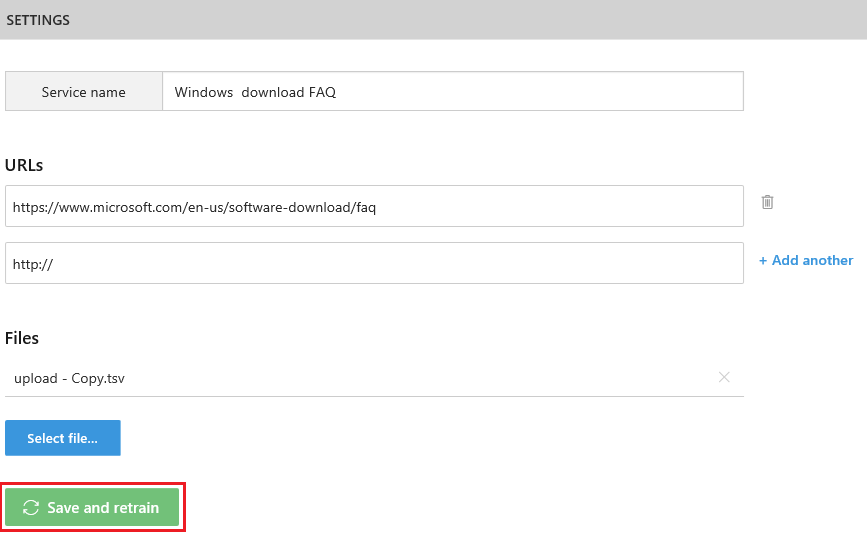 SETTINGS
Service name
Windows  download FAQ
URLs
https://www.microsoft.com/en-us/software-download/faq
http://
+ Add another
Files
upload - Copy.tsv
Select file...
Save and retrain